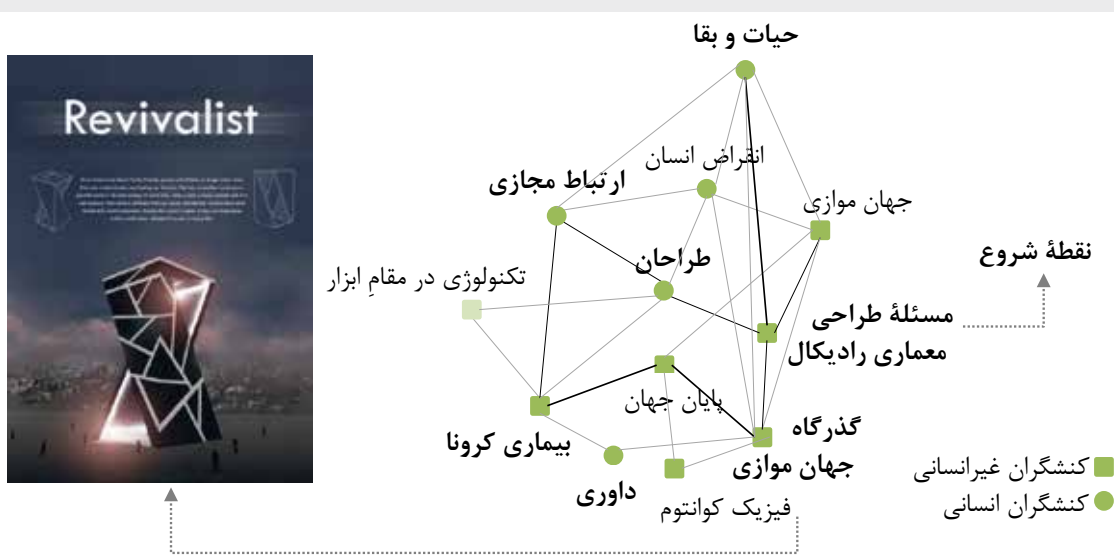 حیات و بقا
Revivalist
انقراض انسان
ارتباط مجازی
جهان موازی
نقطهٔ شروع
طراحان
تکنولوژی در مقامِ ابزار
مسئلهٔ طراحی
معماری رادیکال
پایان جهان
گذرگاه
جهان موازی
بیماری کرونا
داوری
فیزیک کوانتوم
کنشگران غیرانسانی
کنشگران انسانی